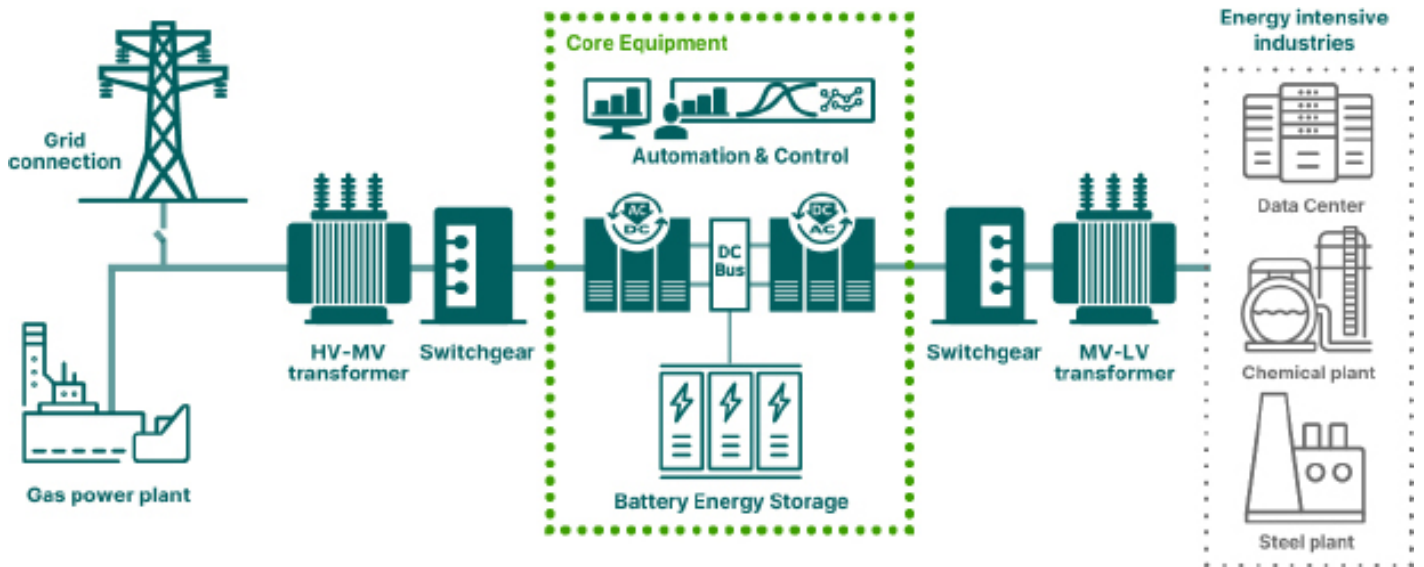 Energy intensive
industries
Core Equipment
Grid
connection
Automation & Control
Data Center
AC
DC
DC
Bus
DC
AC
HV-MV
transformer
Switchgear
Switchgear
MV-LV
transformer
Chemical plant
Gas power plant
Battery Energy Storage
Steel plant